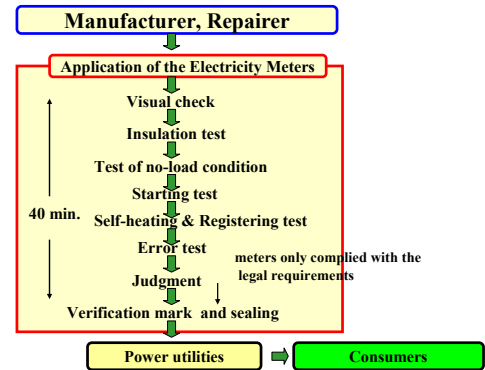 Manufacturer, Repairer
Application of the Electricity Meters
Visual check
Insulation test
Test of no-load condition
Starting test
40 min.
Self-heating & Registering test
Error test
meters only complied with the
legal requirements
Judgment
Verification mark and sealing
Power utilities
Consumers